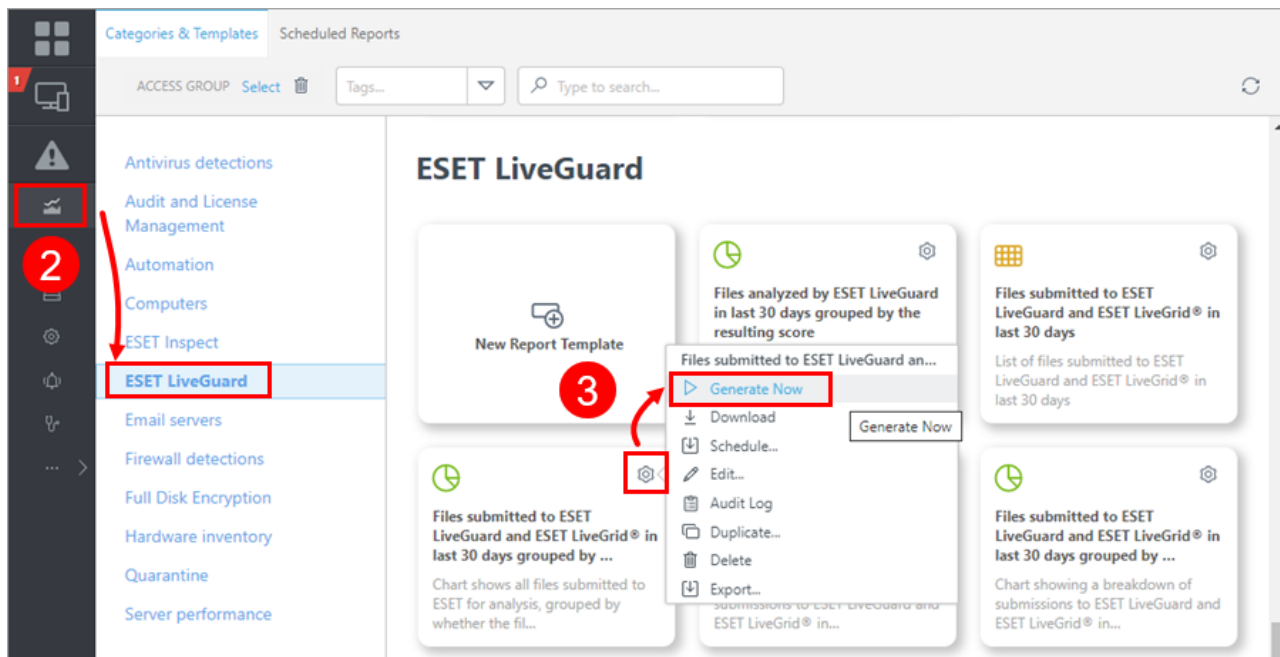 Categories & Templates
Scheduled Reports
1
ACCESS GROUP Select
Tags...
Type to search...
2
Antivirus detections
Audit and License
Management
Automation
Computers
ESET Inspect
ESET LiveGuard
Email servers
Firewall detections
Full Disk Encryption
Hardware inventory
Quarantine
Server performance
ESET LiveGuard
New Report Template
Files analyzed by ESET LiveGuard
in last 30 days grouped by the
resulting score
Files submitted to ESET
LiveGuard and ESET LiveGrid® in
last 30 days
List of files submitted to ESET
LiveGuard and ESET LiveGrid® in
last 30 days
3
Files submitted to ESET LiveGuard an...
Generate Now
Download
Schedule...
Edit...
Audit Log
Duplicate...
Delete
Export...
Generate Now
Files submitted to ESET
LiveGuard and ESET LiveGrid® in
last 30 days grouped by ...
Chart shows all files submitted to
ESET for analysis, grouped by
whether the fil...
submissions to ESET LiveGuard and
ESET LiveGrid® in...
Files submitted to ESET
LiveGuard and ESET LiveGrid® in
last 30 days grouped by ...
Chart showing a breakdown of
submissions to ESET LiveGuard and
ESET LiveGrid® in...